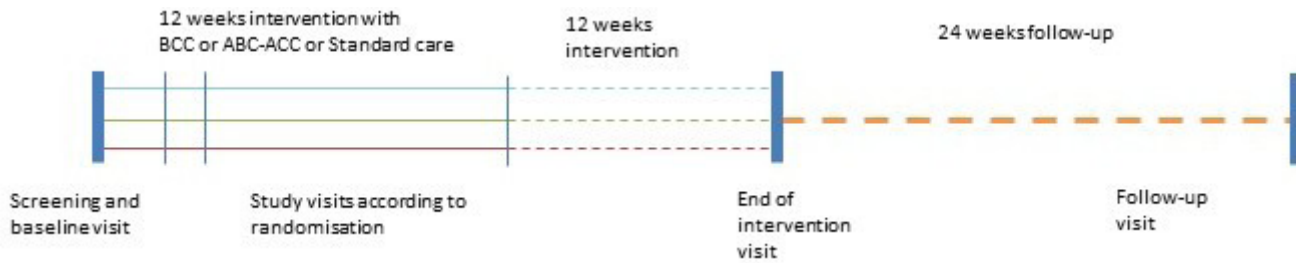 12 weeks intervention with
BCC or ABC-ACC or Standard care
12 weeks
intervention
24 weeks follow-up
Screening and
baseline visit
Study visits according to
randomisation
End of
intervention
visit
Follow-up
visit